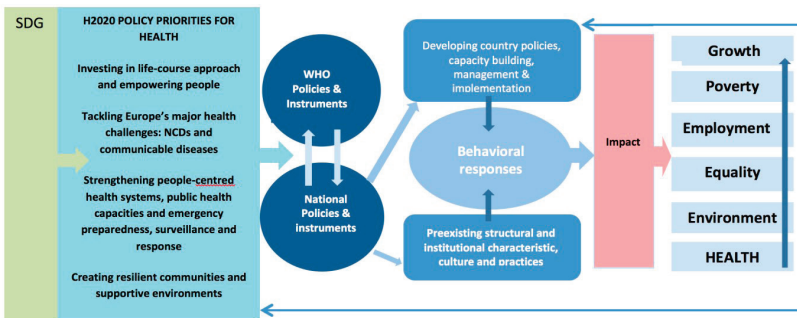 SDG
H2020 POLICY PRIORITIES FOR
HEALTH
Investing in life-course approach
and empowering people
Tackling Europe's major health
challenges: NCDs and
communicable diseases
Strengthening people-centred
health systems, public health
capacities and emergency
preparedness, surveillance and
response
Creating resilient communities and
supportive environments
WHO
Policies &
Instruments
National
Policies &
instruments
Developing country policies,
capacity building,
management &
implementation
Behavioral
responses
Preexisting structural and
institutional characteristic,
culture and practices
Impact
Growth
Poverty
Employment
Equality
Environment
HEALTH